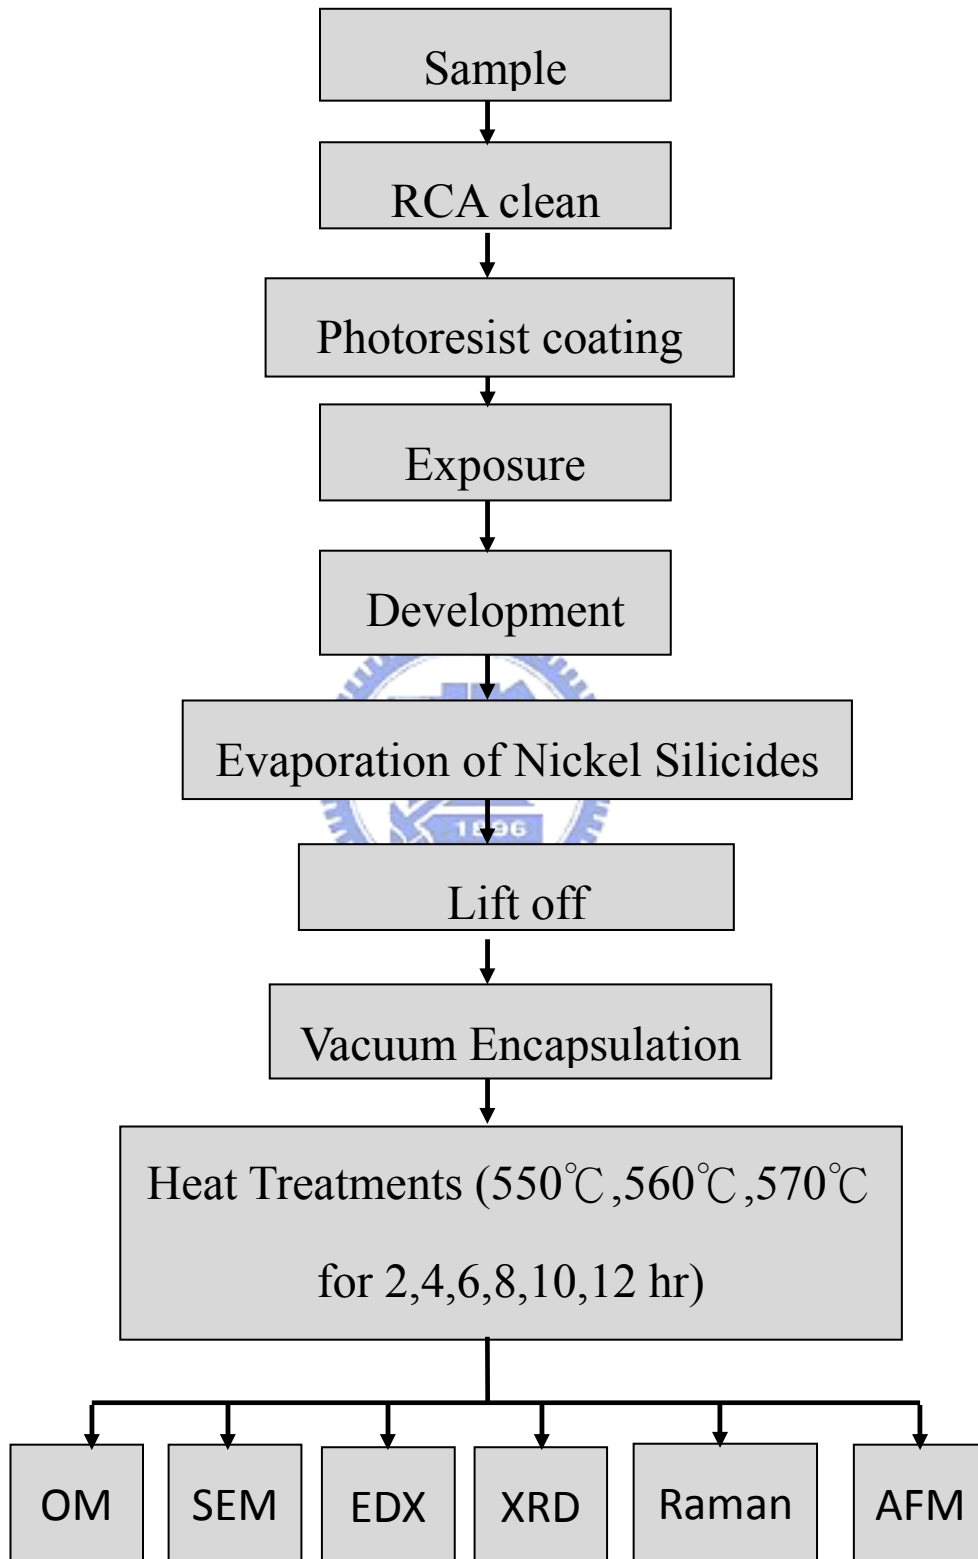 Sample
RCA clean
Photoresist coating
Exposure
Development
Evaporation of Nickel Silicides
1896
Lift off
Vacuum Encapsulation
Heat Treatments (550℃,560℃,570℃
for 2,4,6,8,10,12 hr)
OM
SEM
EDX
XRD
Raman
AFM